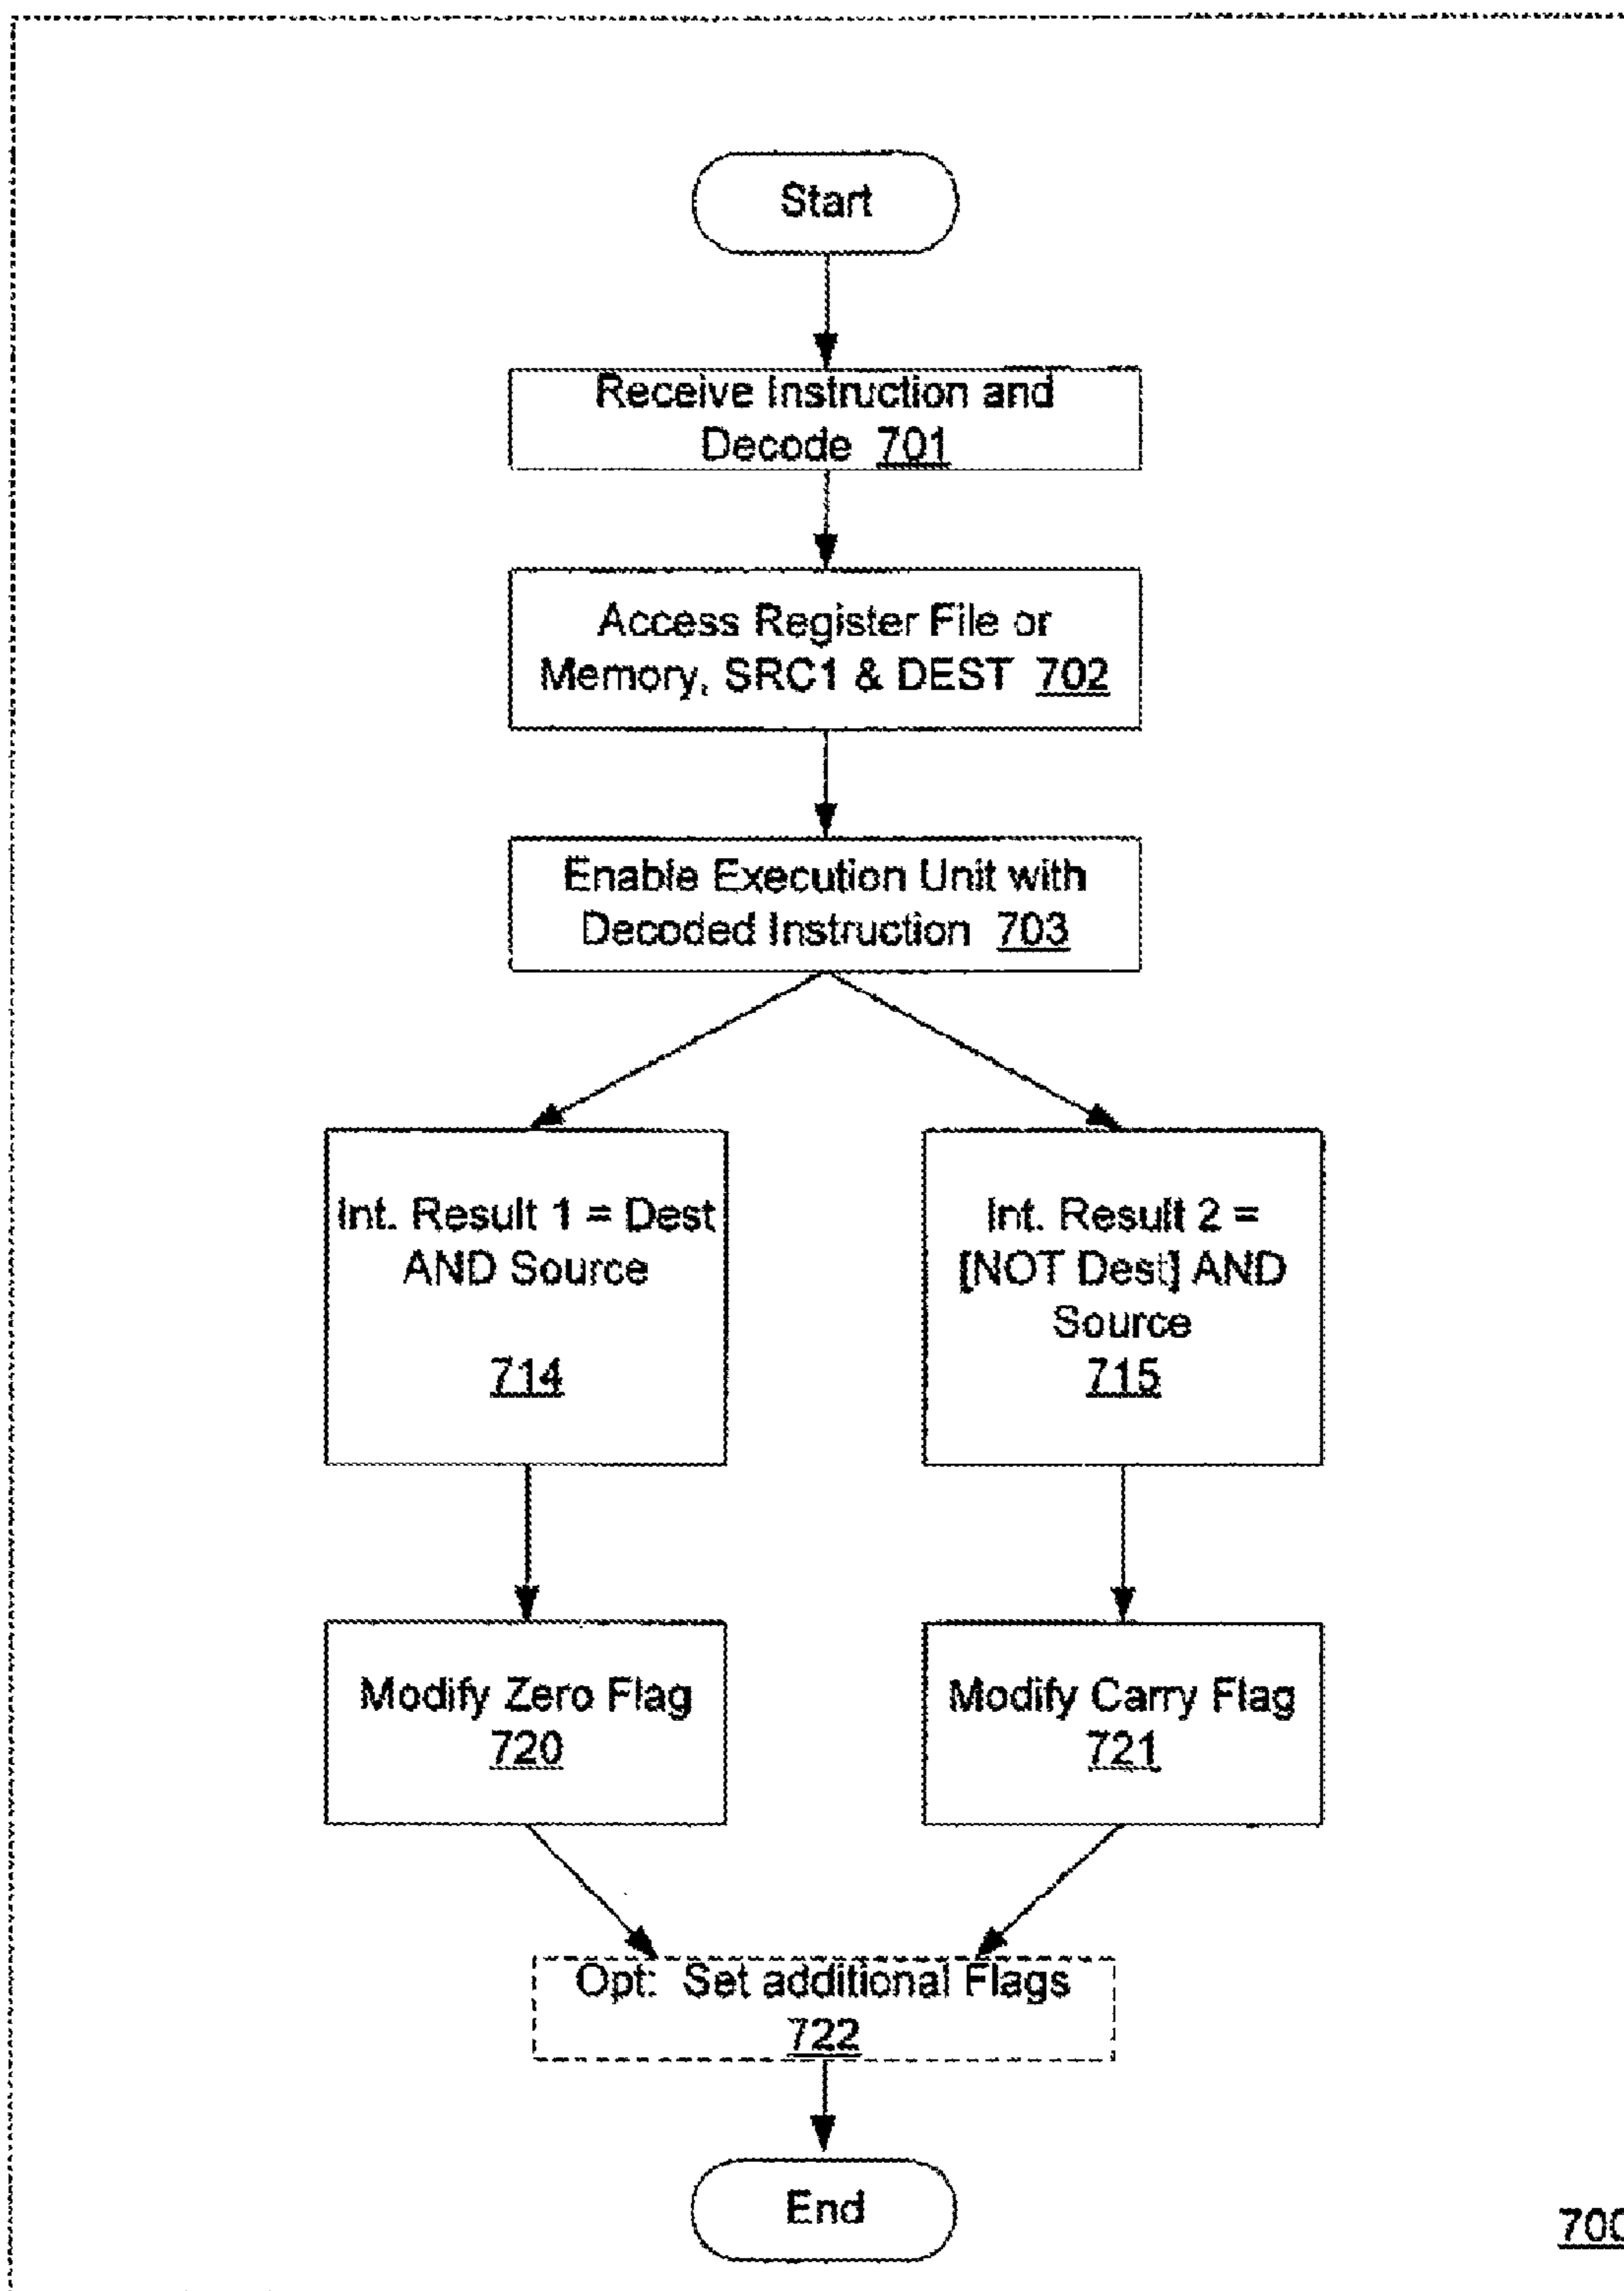 Start
Receive Instruction and
Decode 701
Access Register File or
Memory, SRC1 & DEST 702
Enable Execution Unit with
Decoded Instruction 703
Int. Result 1 = Dest
AND Source
714
Int. Result 2 =
[NOT Dest] AND
Source
715
Modify Zero Flag
720
Modify Carry Flag
721
Opt: Set additional Flags
722
End
700